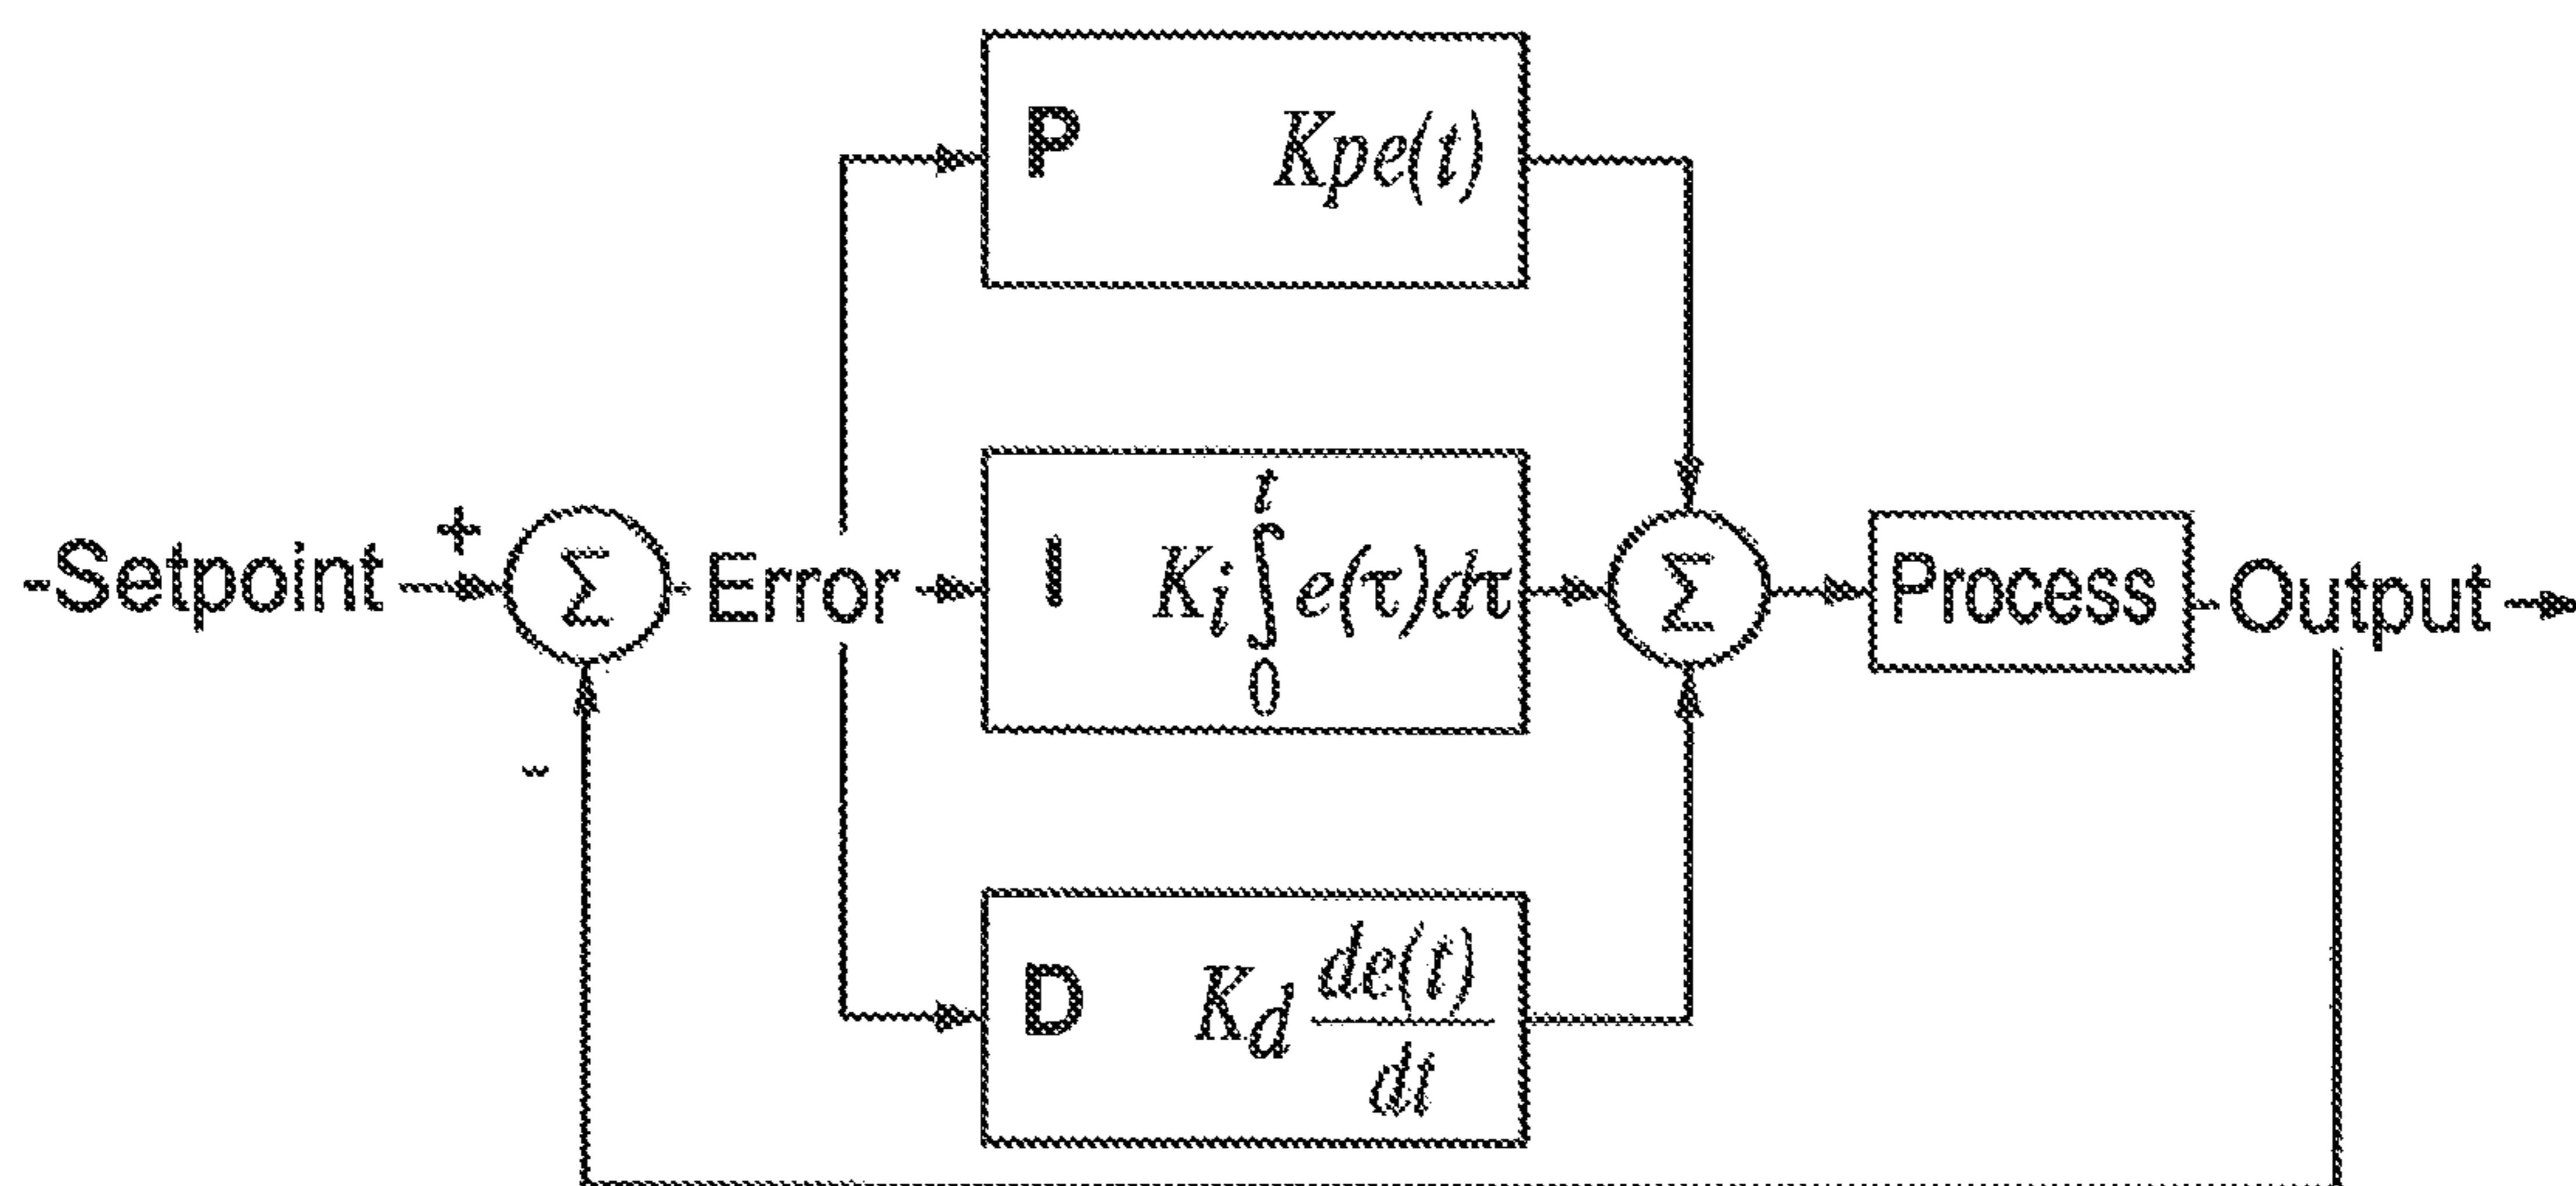 P Kpe(t)
-Setpoint
+
Σ
Error
I Ki ∫ t 0 e(τ)dτ
Σ
Process
Output
-
D Kd de(t)/dt